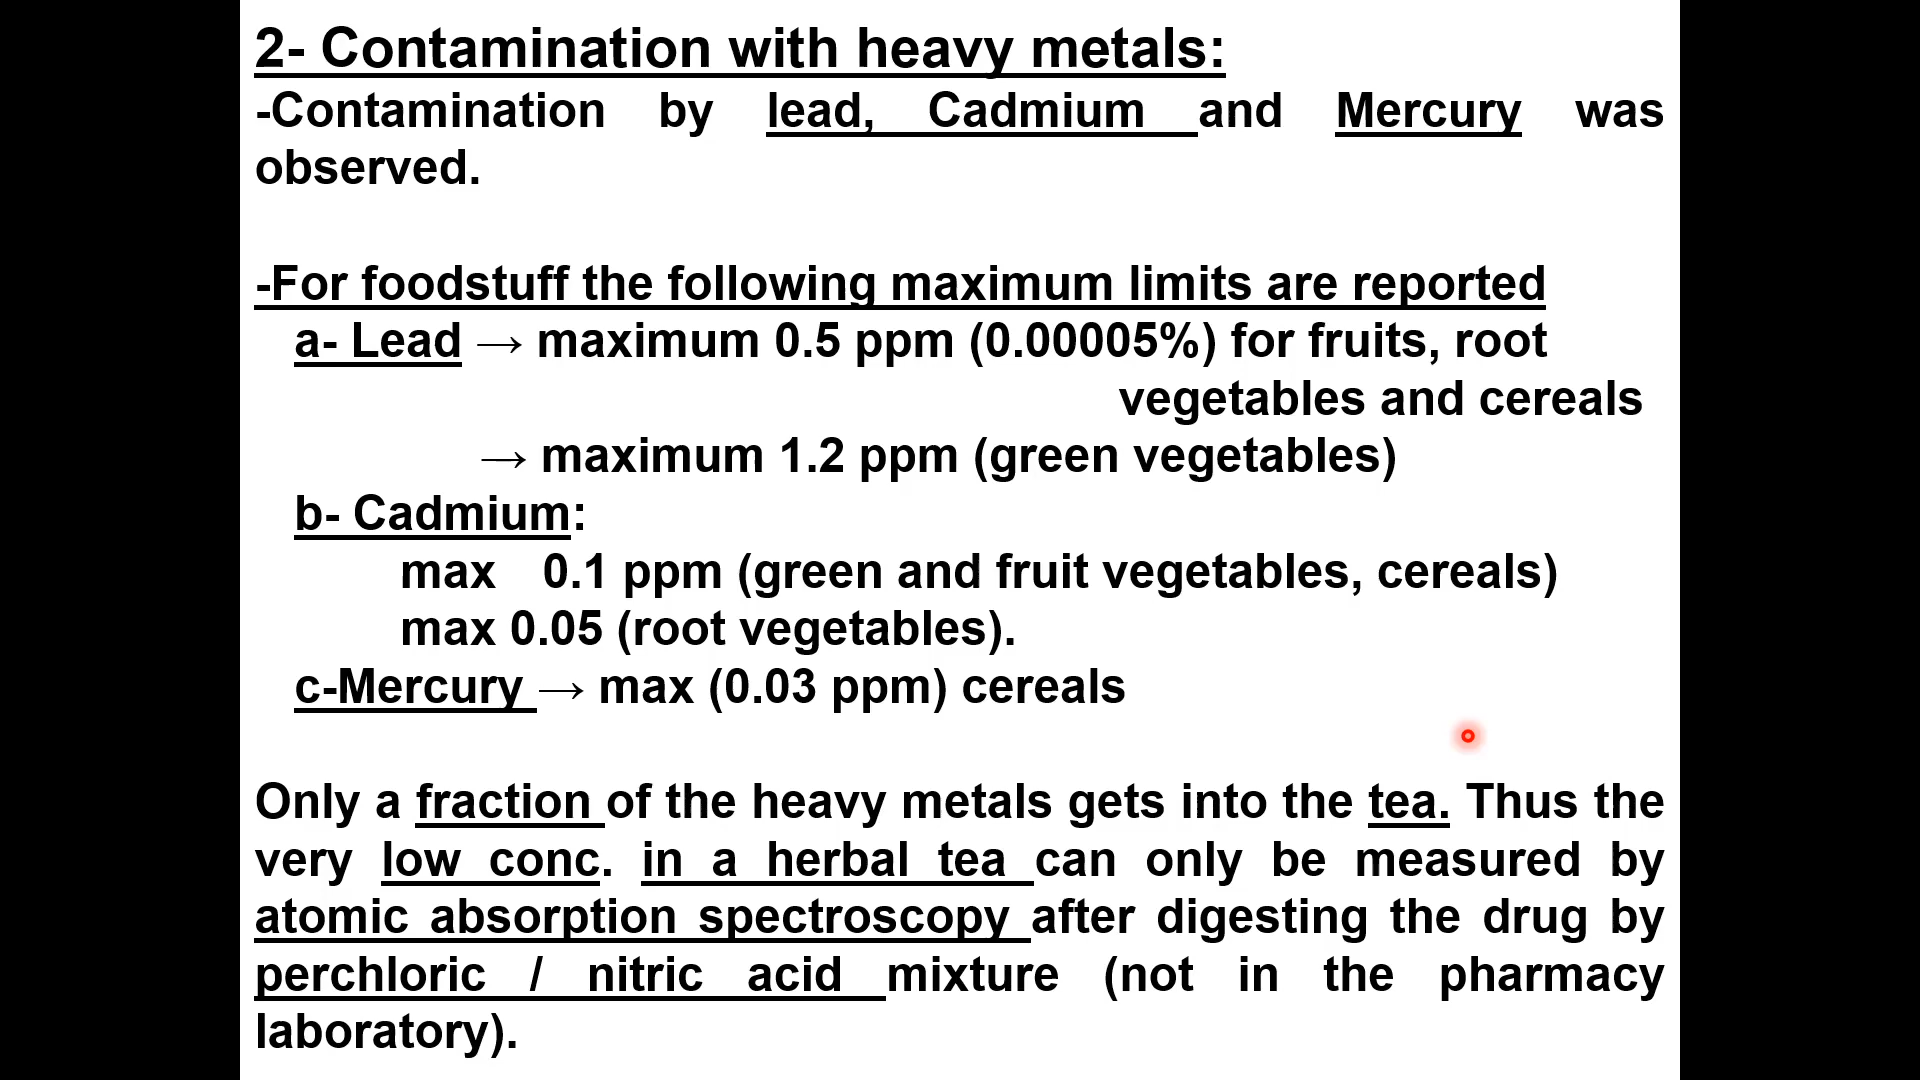 2- Contamination with heavy metals:
-Contamination by lead, Cadmium and Mercury was
observed.
-For foodstuff the following maximum limits are reported
a- Lead → maximum 0.5 ppm (0.00005%) for fruits, root
vegetables and cereals
→ maximum 1.2 ppm (green vegetables)
b- Cadmium:
max 0.1 ppm (green and fruit vegetables, cereals)
max 0.05 (root vegetables).
c-Mercury → max (0.03 ppm) cereals
Only a fraction of the heavy metals gets into the tea. Thus the
very low conc. in a herbal tea can only be measured by
atomic absorption spectroscopy after digesting the drug by
perchloric / nitric acid mixture (not in the pharmacy
laboratory).